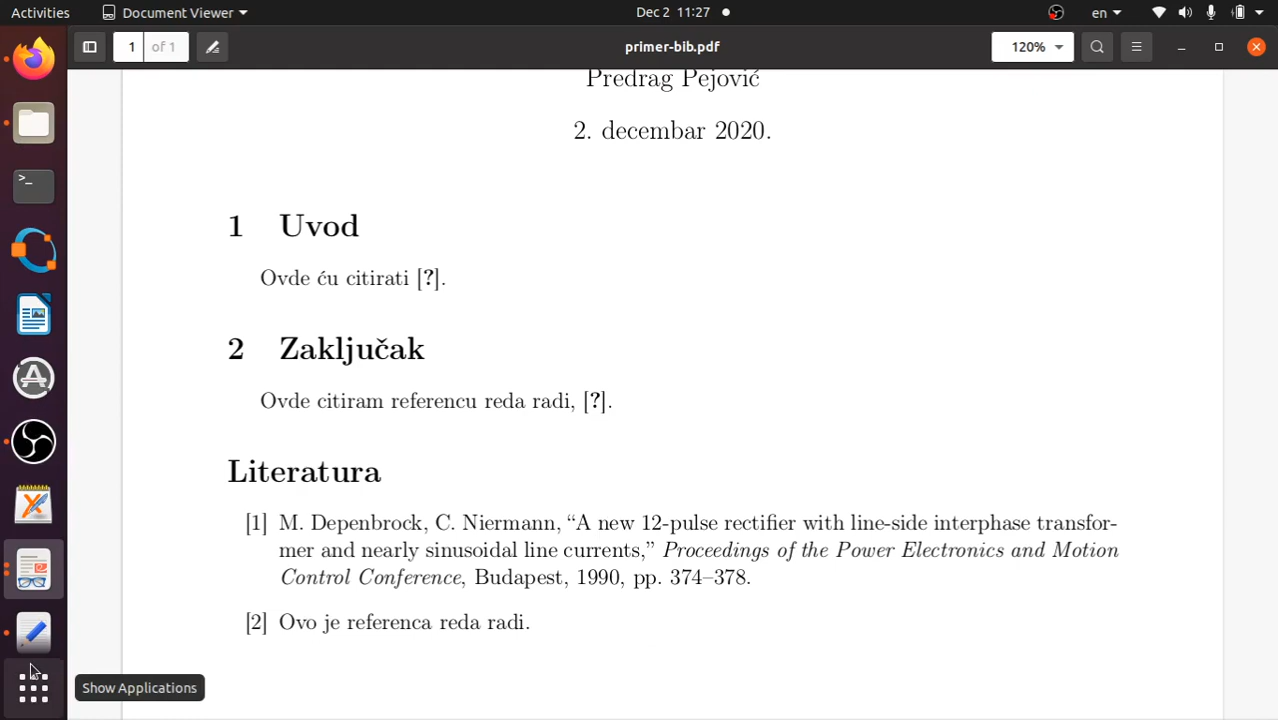 Activities Document Viewer Dec 2 11:27 en
1 of 1 primer-bib.pdf 120%
Predrag Pejović
2. decembar 2020.
1 Uvod
Ovde ću citirati [?].
2 Zaključak
Ovde citiram referencu reda radi, [?].
Literatura
[1] M. Depenbrock, C. Niermann, “A new 12-pulse rectifier with line-side interphase transfor-
mer and nearly sinusoidal line currents,” Proceedings of the Power Electronics and Motion
Control Conference, Budapest, 1990, pp. 374–378.
[2] Ovo je referenca reda radi.
Show Applications